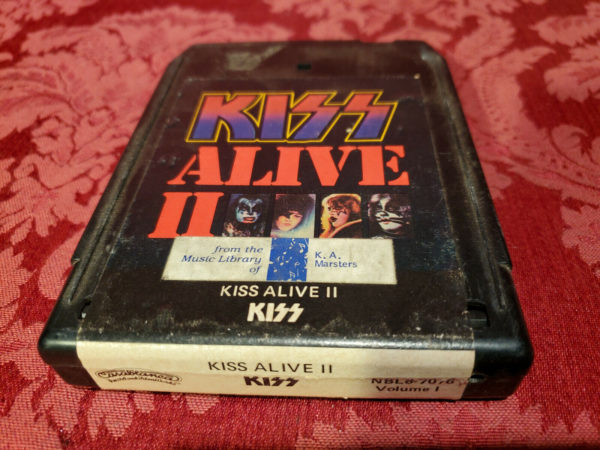 KISS
ALIVE
II
from the
Music Library
of
K. A.
Marsters
KISS ALIVE II
KISS
KISS ALIVE II
KISS
Casablanca
NBL8-7076
Volume I